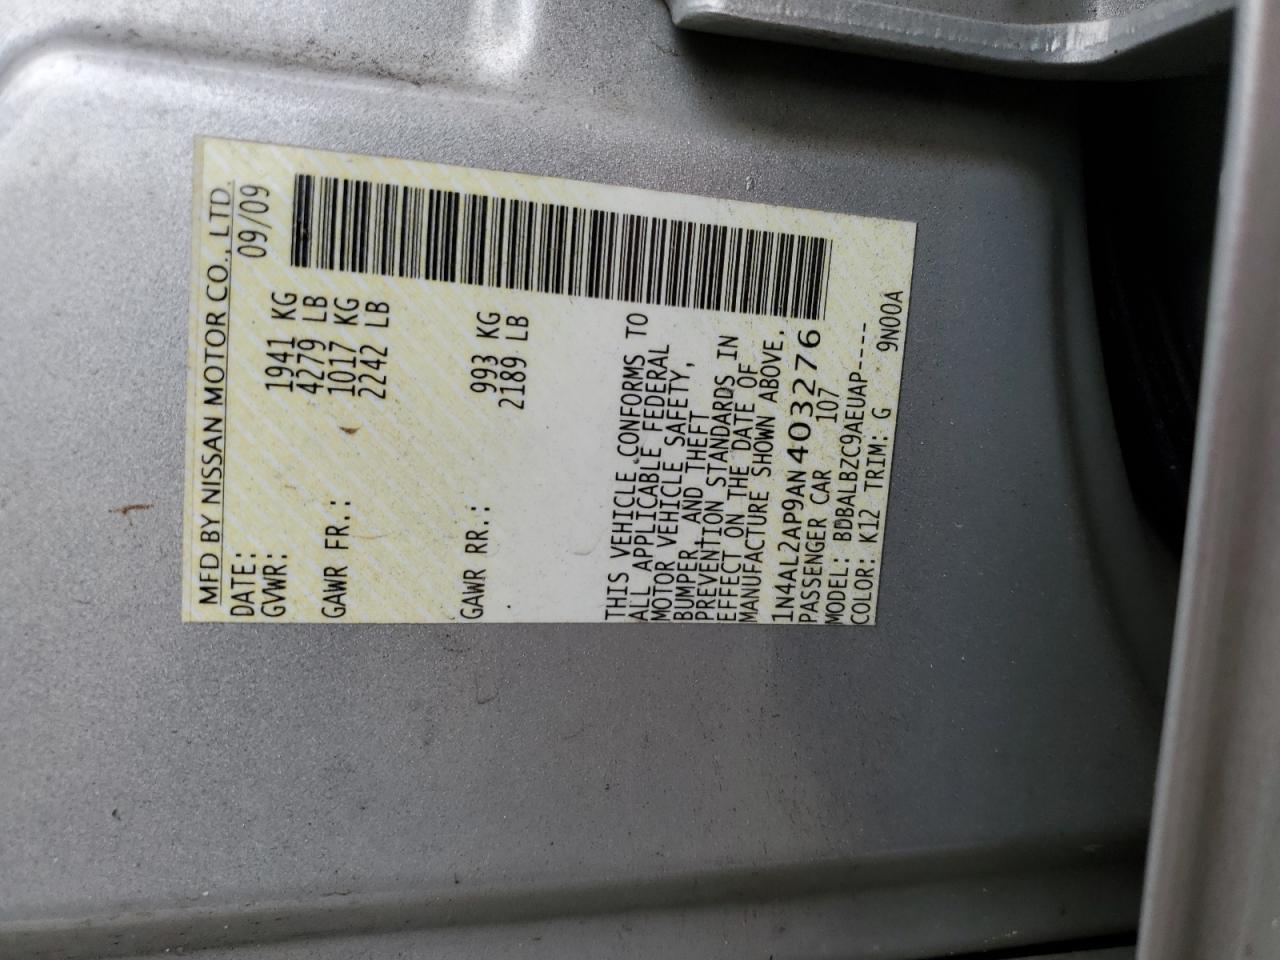 MFD BY NISSAN MOTOR CO., LTD.
DATE: 09/09
GVWR: 1941 KG
4279 LB
GAWR FR.: 1017 KG
2242 LB
GAWR RR.: 993 KG
2189 LB
THIS VEHICLE CONFORMS TO
ALL APPLICABLE FEDERAL
MOTOR VEHICLE SAFETY,
BUMPER, AND THEFT
PREVENTION STANDARDS IN
EFFECT ON THE DATE OF
MANUFACTURE SHOWN ABOVE.
1N4AL2AP9AN403276
PASSENGER CAR 107
MODEL: BDBALBZC9AEUAP----
COLOR: K12 TRIM: G 9N00A